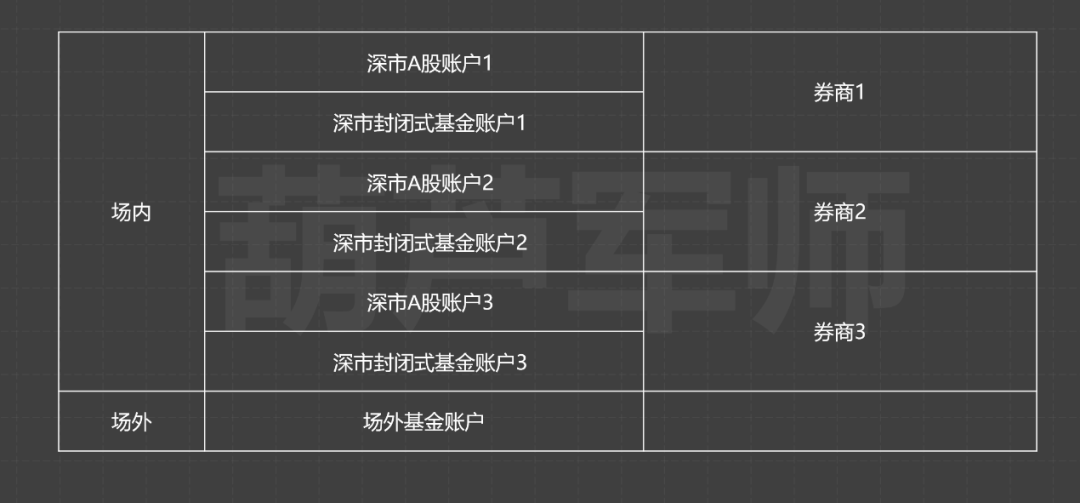 深市A股账户1
券商1
深市封闭式基金账户1
深市A股账户2
场内
券商2
深市封闭式基金账户2
深市A股账户3
券商3
深市封闭式基金账户3
场外
场外基金账户
葫芦军师